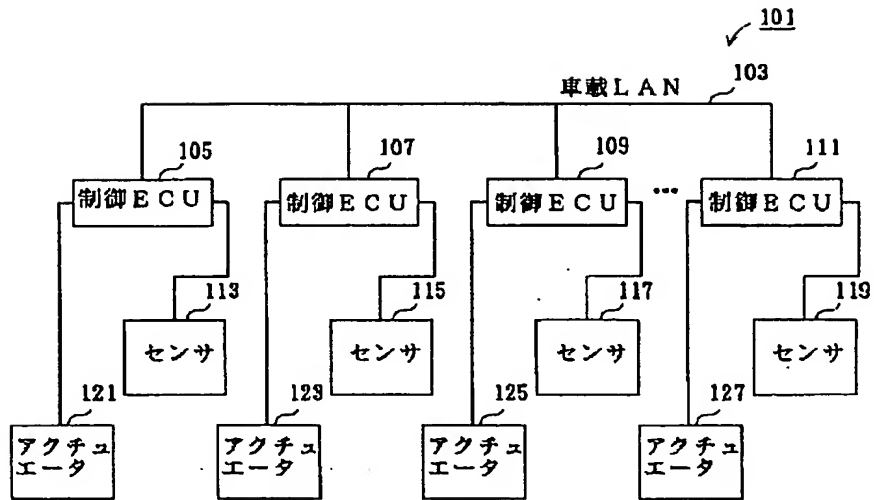 101
車載LAN
103
105
107
109
111
制御ECU
制御ECU
制御ECU
...
制御ECU
113
115
117
119
センサ
センサ
センサ
センサ
121
123
125
127
アクチュ
エータ
アクチュ
エータ
アクチュ
エータ
アクチュ
エータ